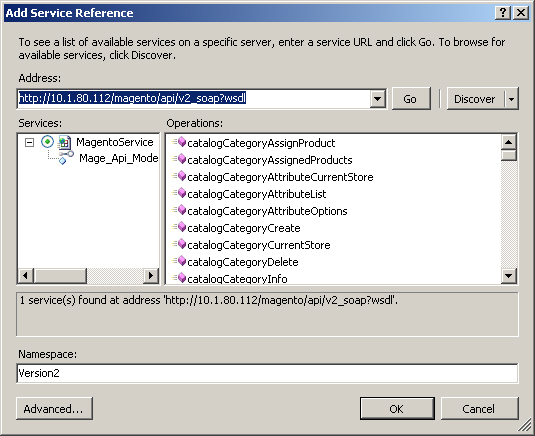 Add Service Reference
To see a list of available services on a specific server, enter a service URL and click Go. To browse for
available services, click Discover.
Address:
http://10.1.80.112/magento/api/v2_soap?wsdl
Go
Discover
Services:
Operations:
MagentoService
Mage_Api_Mode
catalogCategoryAssignProduct
catalogCategoryAssignedProducts
catalogCategoryAttributeCurrentStore
catalogCategoryAttributeList
catalogCategoryAttributeOptions
catalogCategoryCreate
catalogCategoryCurrentStore
catalogCategoryDelete
catalogCategoryInfo
1 service(s) found at address 'http://10.1.80.112/magento/api/v2_soap?wsdl'.
Namespace:
Version2
Advanced...
OK
Cancel